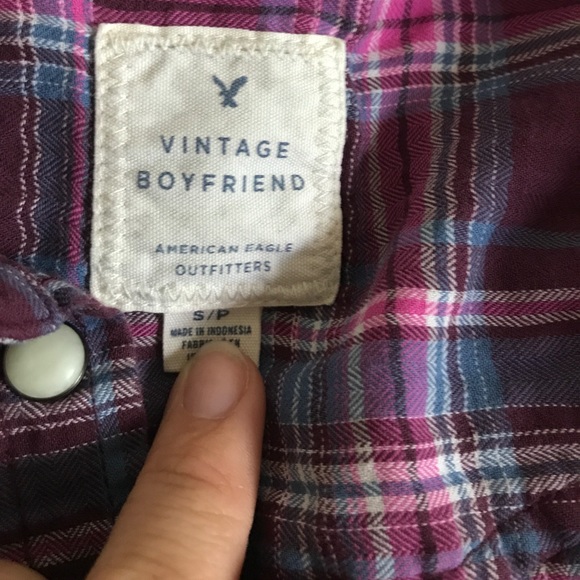 VINTAGE
BOYFRIEND
AMERICAN EAGLE
OUTFITTERS
S/P
MADE IN INDONESIA